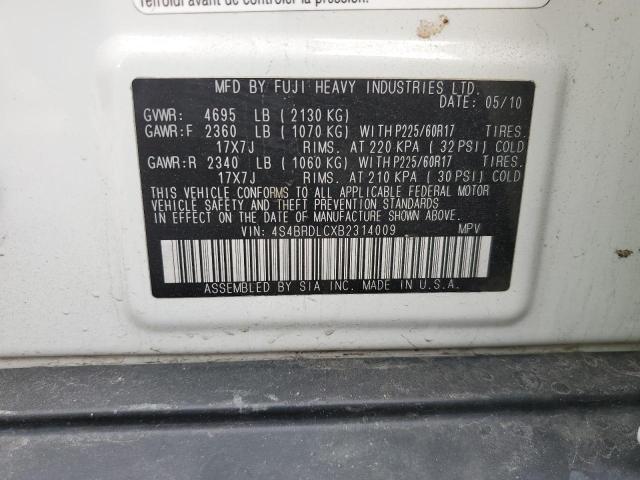 Refroidi avant de contrôler la pression.
MFD BY FUJI HEAVY INDUSTRIES LTD.
DATE: 05/10
GVWR: 4695 LB ( 2130 KG)
GAWR:F 2360 LB ( 1070 KG) WITH P225/60R17 TIRES.
17X7J RIMS. AT 220 KPA ( 32 PSI) COLD
GAWR:R 2340 LB ( 1060 KG) WITH P225/60R17 TIRES.
17X7J RIMS. AT 210 KPA ( 30 PSI) COLD
THIS VEHICLE CONFORMS TO ALL APPLICABLE FEDERAL MOTOR
VEHICLE SAFETY AND THEFT PREVENTION STANDARDS IN
EFFECT ON THE DATE OF MANUFACTURE SHOWN ABOVE.
VIN: 4S4BRDLCXB2314009 MPV
ASSEMBLED BY SIA INC. MADE IN U.S.A.